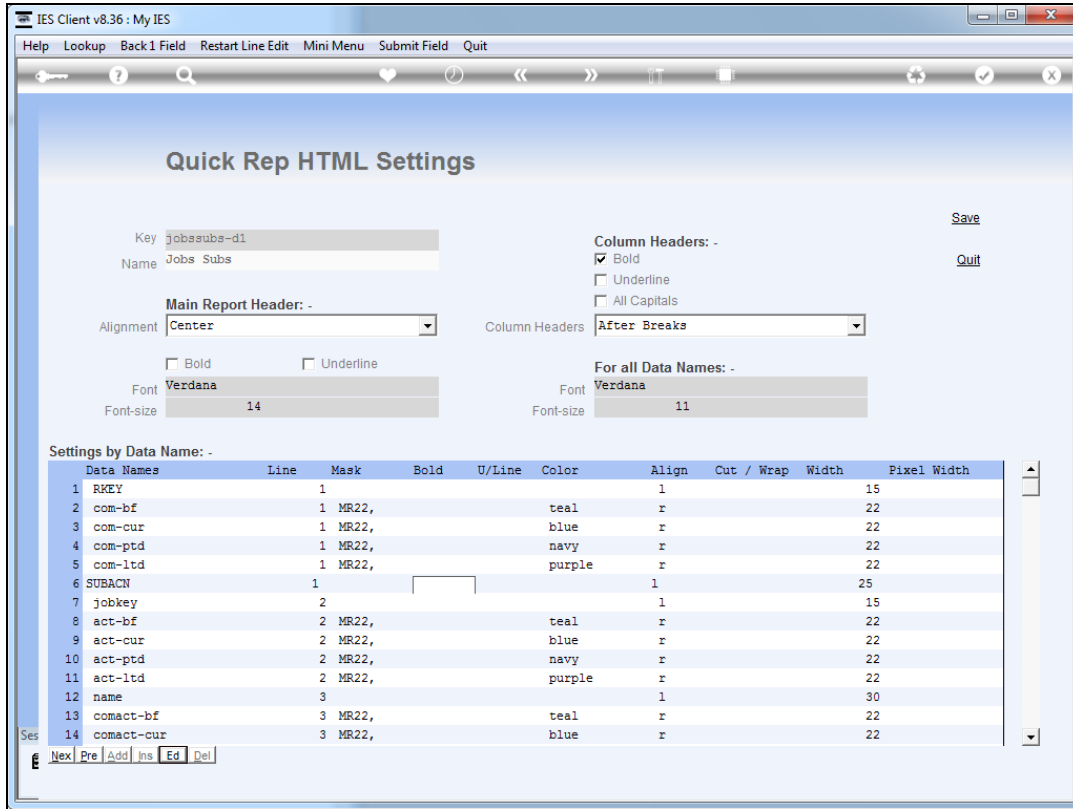 IES Client v8.36 : My IES
Help Lookup Back 1 Field Restart Line Edit Mini Menu Submit Field Quit
Quick Rep HTML Settings
Save
Key jobssubs-d1
Column Headers: -
Name Jobs Subs
Bold
Quit
Underline
Main Report Header: -
All Capitals
Alignment Center
Column Headers After Breaks
Bold Underline
For all Data Names: -
Font Verdana
Font Verdana
Font-size 14
Font-size 11
Settings by Data Name: -
Data Names Line Mask Bold U/Line Color Align Cut / Wrap Width Pixel Width
1 RKEY 1 l 15
2 com-bf 1 MR22, teal r 22
3 com-cur 1 MR22, blue r 22
4 com-ptd 1 MR22, navy r 22
5 com-ltd 1 MR22, purple r 22
6 SUBACN 1 l 25
7 jobkey 2 l 15
8 act-bf 2 MR22, teal r 22
9 act-cur 2 MR22, blue r 22
10 act-ptd 2 MR22, navy r 22
11 act-ltd 2 MR22, purple r 22
12 name 3 l 30
13 comact-bf 3 MR22, teal r 22
14 comact-cur 3 MR22, blue r 22
Ses
Nex Pre Add Ins Ed Del